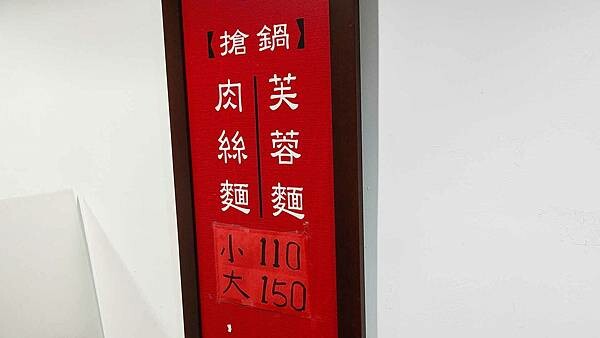 【搶鍋】
芙蓉麵
肉絲麵
小 110
大 150